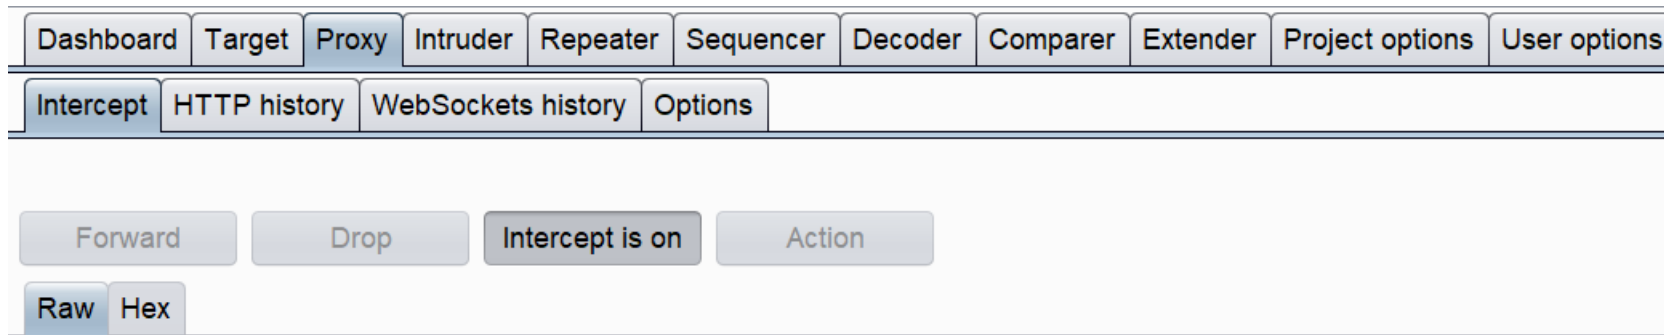 Dashboard Target Proxy Intruder Repeater Sequencer Decoder Comparer Extender Project options User options
Intercept HTTP history WebSockets history Options
Forward Drop Intercept is on Action
Raw Hex